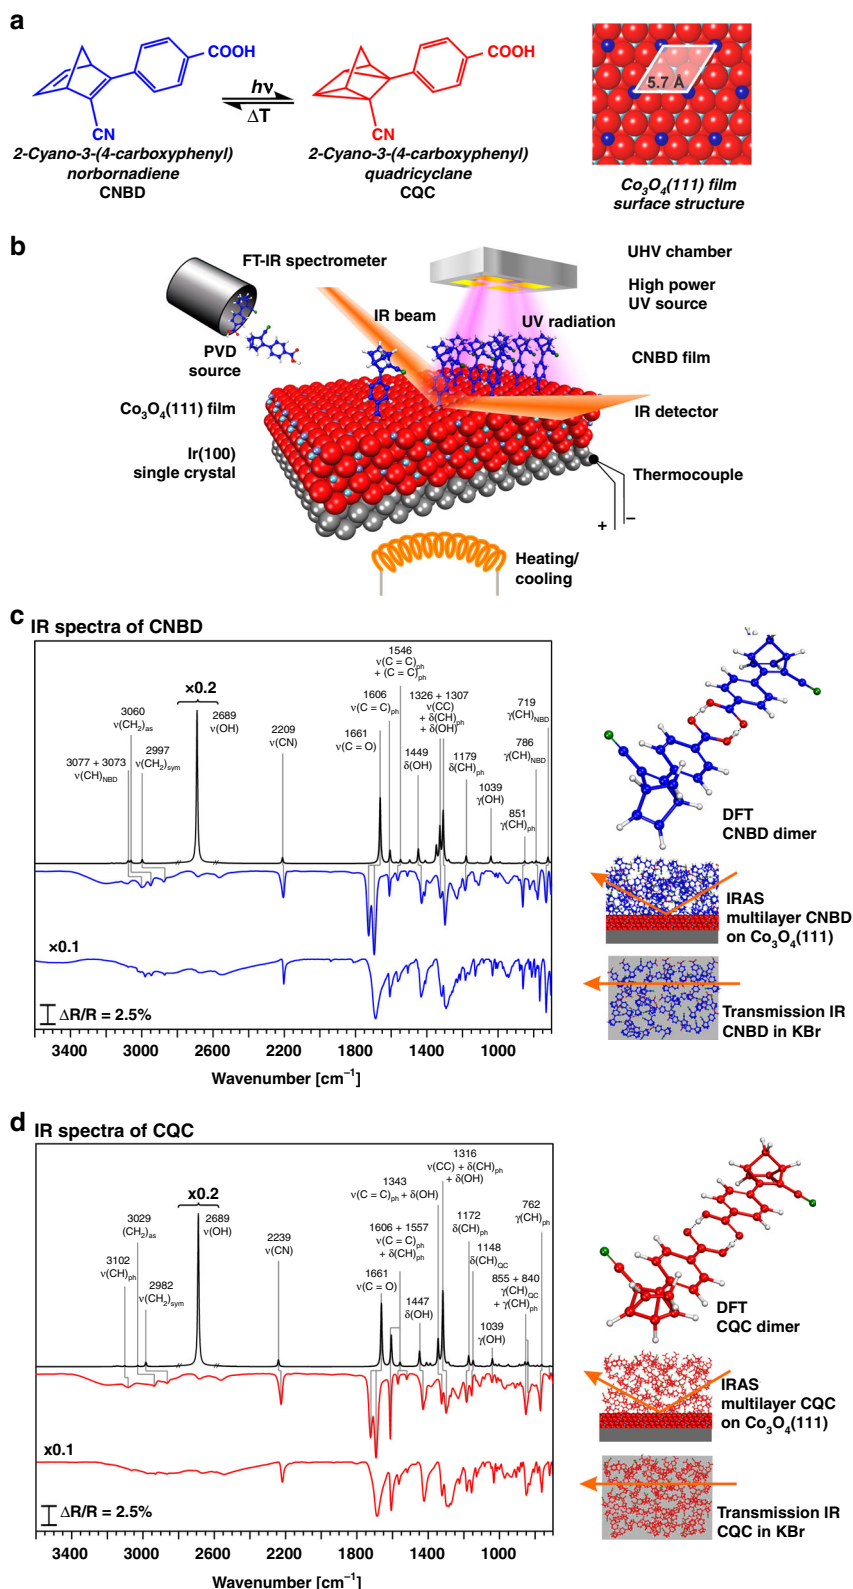 a
COOH
CN
hν
ΔT
COOH
CN
5.7 Å
2-Cyano-3-(4-carboxyphenyl)
norbornadiene
CNBD
2-Cyano-3-(4-carboxyphenyl)
quadricyclane
CQC
Co₃O₄(111) film
surface structure
b
FT-IR spectrometer
UHV chamber
High power
UV source
IR beam
UV radiation
PVD
source
CNBD film
Co₃O₄(111) film
IR detector
Ir(100)
single crystal
Thermocouple
+
−
Heating/
cooling
c
IR spectra of CNBD
×0.2
3060
ν(CH₂)as
2689
ν(OH)
3077 + 3073
ν(CH)NBD
2997
ν(CH₂)sym
2209
ν(CN)
1546
ν(C = C)ph
+ (C = C)ph
1606
ν(C = C)ph
1326 + 1307
ν(CC)
+ δ(CH)ph
+ δ(OH)
1661
ν(C = O)
1449
δ(OH)
1179
δ(CH)ph
719
γ(CH)NBD
786
γ(CH)NBD
1039
γ(OH)
851
γ(CH)ph
×0.1
ΔR/R = 2.5%
3400 3000 2600 2200 1800 1400 1000
Wavenumber [cm⁻¹]
DFT
CNBD dimer
IRAS
multilayer CNBD
on Co₃O₄(111)
Transmission IR
CNBD in KBr
d
IR spectra of CQC
x0.2
3029
(CH₂)as
2689
ν(OH)
3102
ν(CH)ph
2982
ν(CH₂)sym
2239
ν(CN)
1316
ν(CC) + δ(CH)ph
+ δ(OH)
1343
ν(C = C)ph + δ(OH)
1606 + 1557
ν(C = C)ph
+ δ(CH)ph
1172
δ(CH)ph
762
γ(CH)ph
1148
δ(CH)QC
1661
ν(C = O)
855 + 840
γ(CH)QC
+ γ(CH)ph
1447
δ(OH)
1039
γ(OH)
x0.1
ΔR/R = 2.5%
3400 3000 2600 2200 1800 1400 1000
Wavenumber [cm⁻¹]
DFT
CQC dimer
IRAS
multilayer CQC
on Co₃O₄(111)
Transmission IR
CQC in KBr